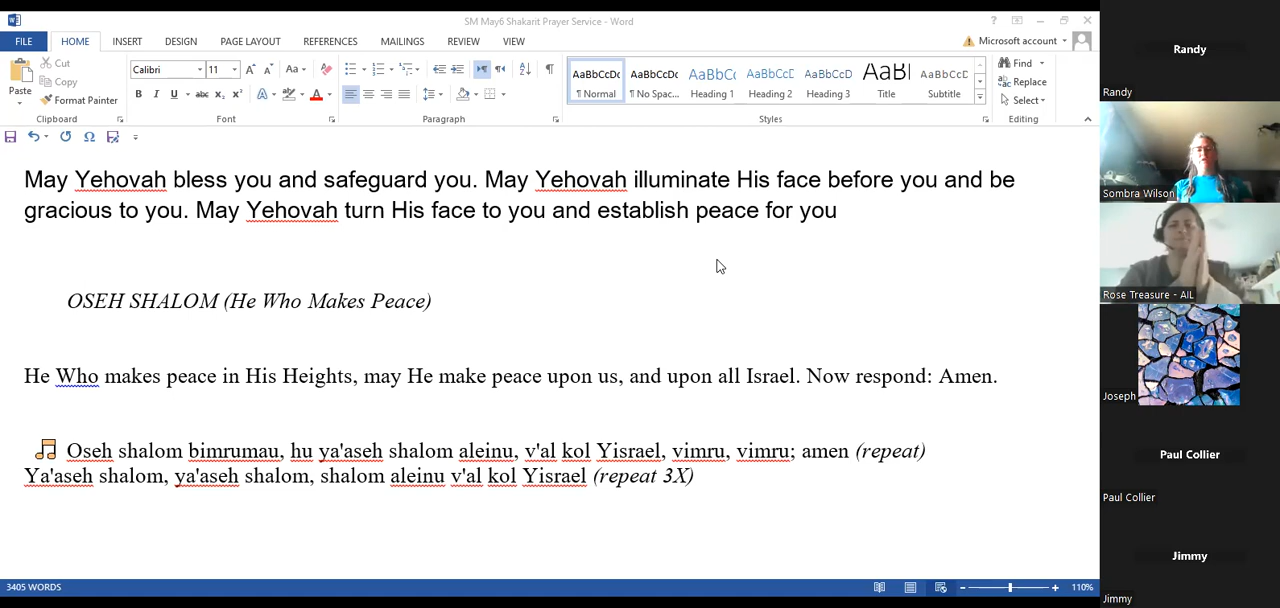 SM May6 Shakarit Prayer Service - Word
FILE HOME INSERT DESIGN PAGE LAYOUT REFERENCES MAILINGS REVIEW VIEW Microsoft account
Cut
Copy
Format Painter
Paste
Calibri 11
AaBbCcDc AaBbCcDc AaBbCc AaBbCcD AaBbCcD AaBl AaBbCcD
¶ Normal ¶ No Spac... Heading 1 Heading 2 Heading 3 Title Subtitle
Find
Replace
Select
Clipboard Font Paragraph Styles Editing
May Yehovah bless you and safeguard you. May Yehovah illuminate His face before you and be
gracious to you. May Yehovah turn His face to you and establish peace for you
OSEH SHALOM (He Who Makes Peace)
He Who makes peace in His Heights, may He make peace upon us, and upon all Israel. Now respond: Amen.
Oseh shalom bimrumau, hu ya'aseh shalom aleinu, v'al kol Yisrael, vimru, vimru; amen (repeat)
Ya'aseh shalom, ya'aseh shalom, shalom aleinu v'al kol Yisrael (repeat 3X)
3405 WORDS
110%
Randy
Randy
Sombra Wilson
Rose Treasure - AIL
Joseph
Paul Collier
Paul Collier
Jimmy
Jimmy